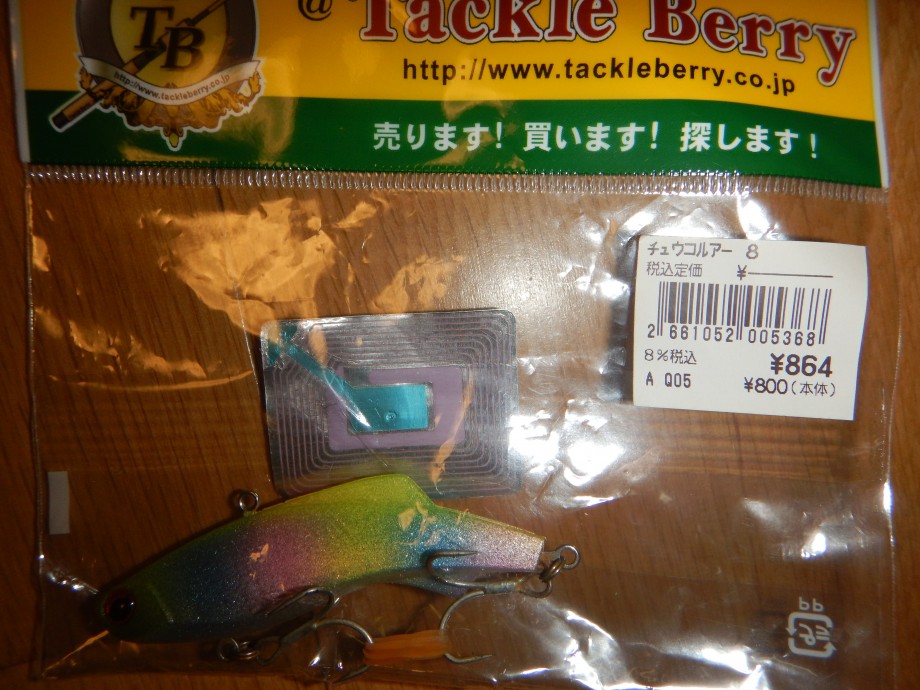 @ Tackle Berry
TB
http://www.tackleberry.co.jp
http://www.tackleberry.co.jp
売ります! 買います! 探します!
チュウコルアー 8
税込定価 ¥―――――
2 661052 005368
8%税込 ¥864
A Q05 ¥800(本体)
PP